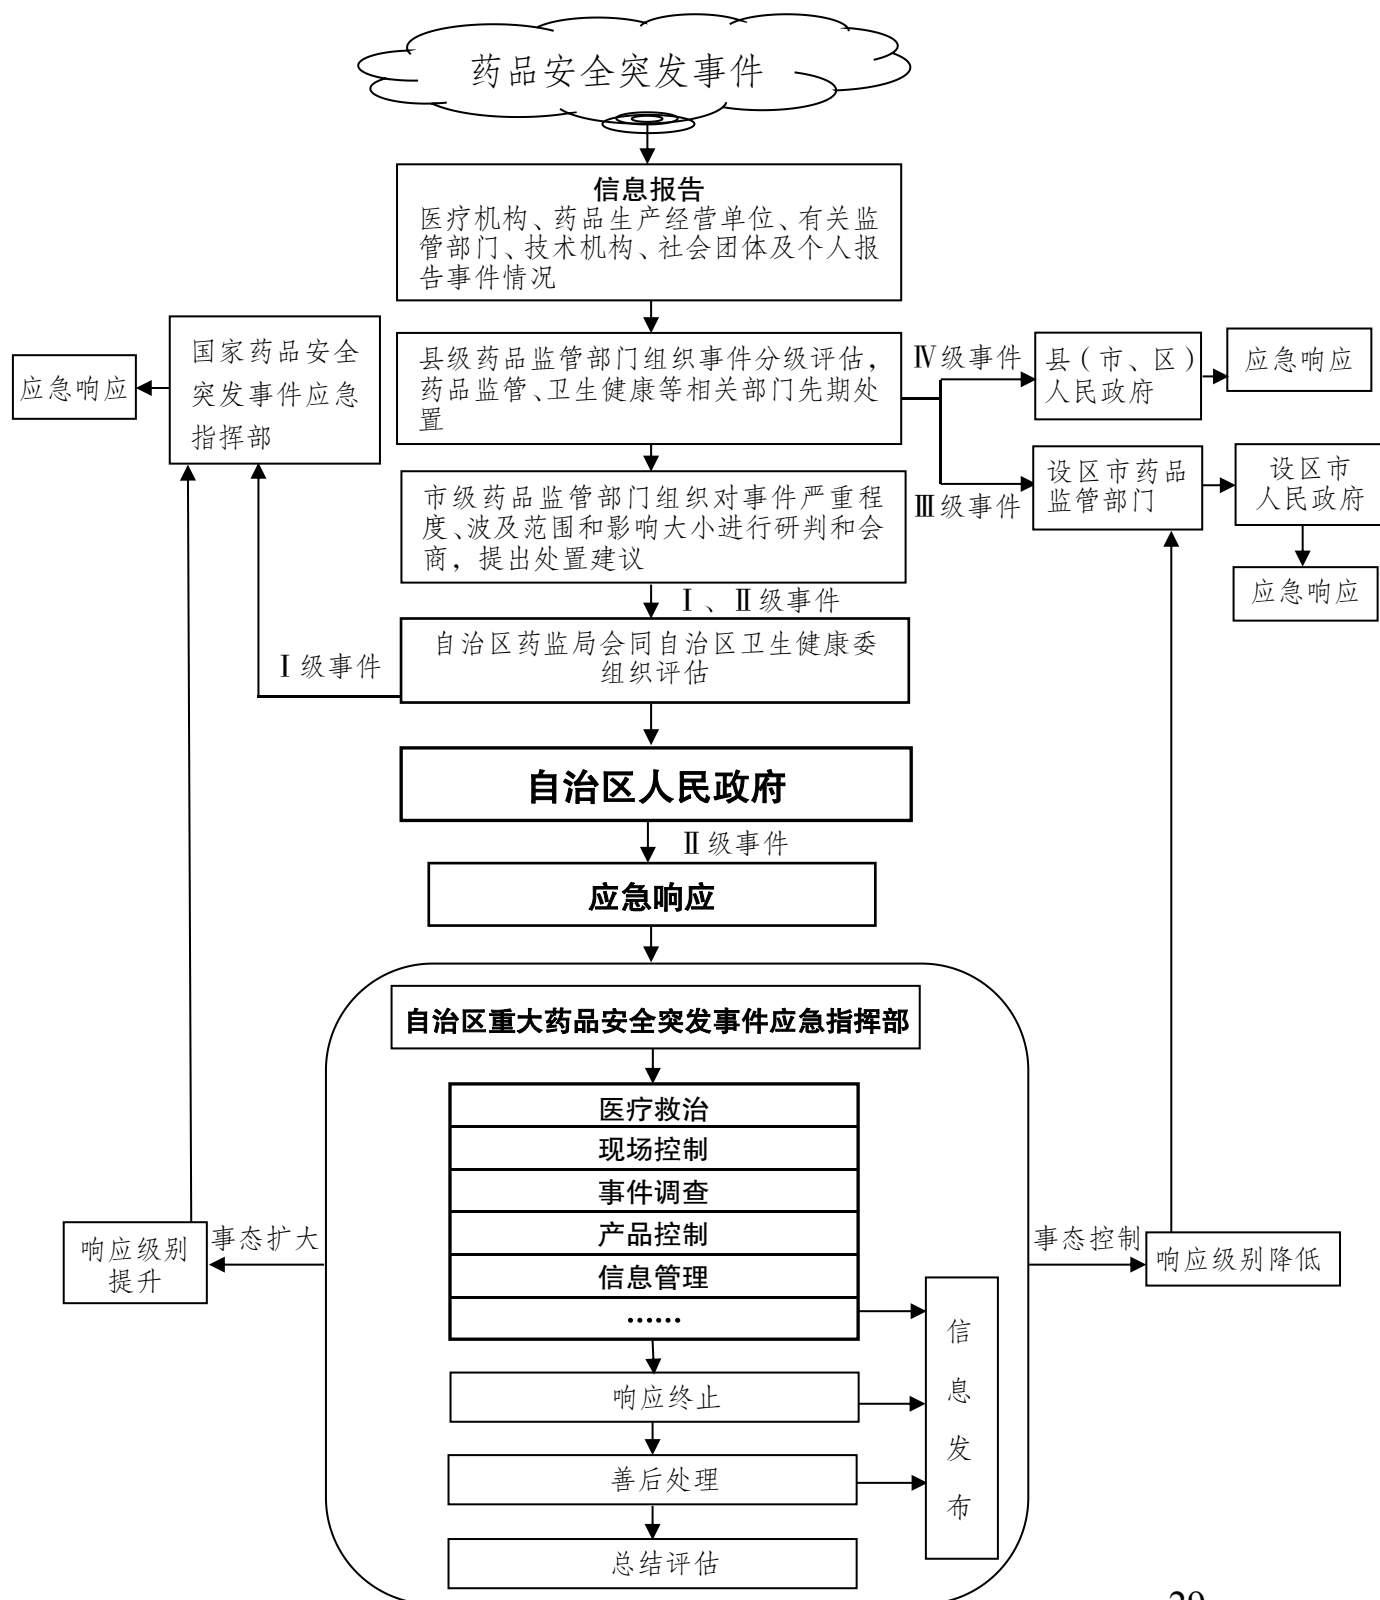 药品安全突发事件
信息报告
医疗机构、药品生产经营单位、有关监
管部门、技术机构、社会团体及个人报
告事件情况
国家药品安全
突发事件应急
指挥部
应急响应
县级药品监管部门组织事件分级评估，
药品监管、卫生健康等相关部门先期处
置
Ⅳ级事件
县（市、区）
人民政府
应急响应
Ⅲ级事件
设区市药品
监管部门
设区市
人民政府
应急响应
市级药品监管部门组织对事件严重程
度、波及范围和影响大小进行研判和会
商，提出处置建议
Ⅰ、Ⅱ级事件
自治区药监局会同自治区卫生健康委
组织评估
Ⅰ级事件
自治区人民政府
Ⅱ级事件
应急响应
自治区重大药品安全突发事件应急指挥部
医疗救治
现场控制
事件调查
产品控制
信息管理
……
事态扩大
响应级别
提升
事态控制
响应级别降低
信
息
发
布
响应终止
善后处理
总结评估